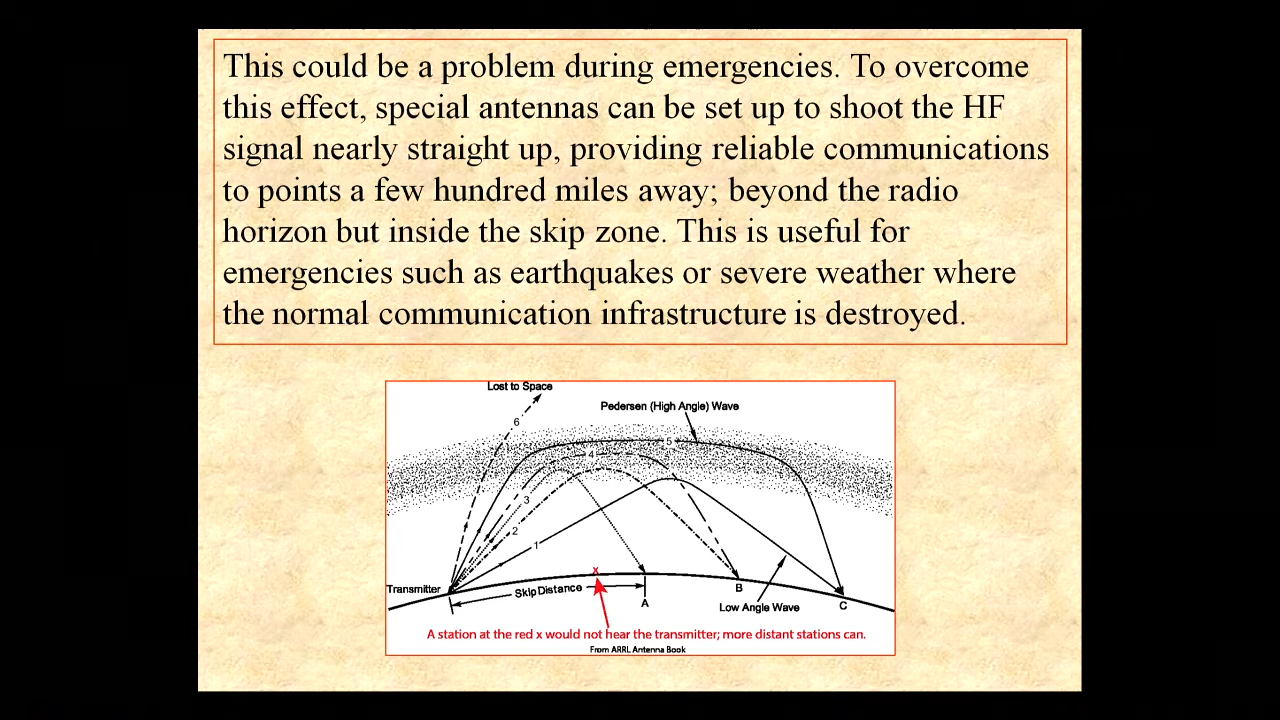 This could be a problem during emergencies. To overcome
this effect, special antennas can be set up to shoot the HF
signal nearly straight up, providing reliable communications
to points a few hundred miles away; beyond the radio
horizon but inside the skip zone. This is useful for
emergencies such as earthquakes or severe weather where
the normal communication infrastructure is destroyed.
Lost to Space
Pedersen (High Angle) Wave
6
5
4
3
2
1
x
Transmitter
Skip Distance
A
B
C
Low Angle Wave
A station at the red x would not hear the transmitter; more distant stations can.
From ARRL Antenna Book